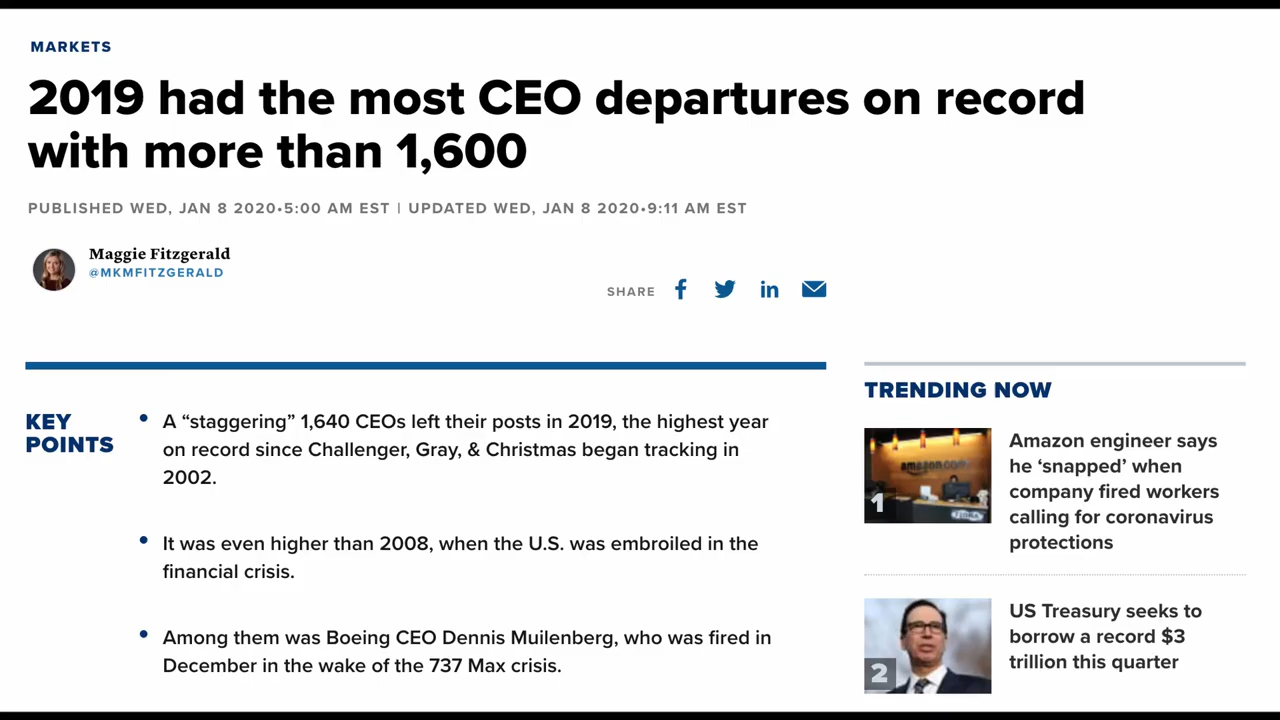 MARKETS
2019 had the most CEO departures on record
with more than 1,600
PUBLISHED WED, JAN 8 2020•5:00 AM EST | UPDATED WED, JAN 8 2020•9:11 AM EST
Maggie Fitzgerald
@MKMFITZGERALD
SHARE
KEY
POINTS
• A “staggering” 1,640 CEOs left their posts in 2019, the highest year
on record since Challenger, Gray, & Christmas began tracking in
2002.
• It was even higher than 2008, when the U.S. was embroiled in the
financial crisis.
• Among them was Boeing CEO Dennis Muilenberg, who was fired in
December in the wake of the 737 Max crisis.
TRENDING NOW
amazon.com
1
Amazon engineer says
he ‘snapped’ when
company fired workers
calling for coronavirus
protections
2
US Treasury seeks to
borrow a record $3
trillion this quarter